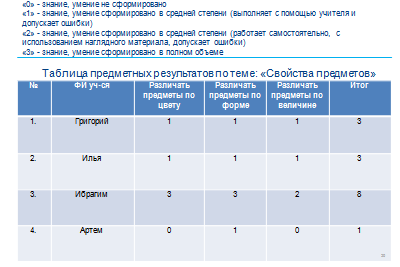 «0» - знание, умение не сформировано
«1» - знание, умение сформировано в средней степени (выполняет с помощью учителя и
допускает ошибки)
«2» - знание, умение сформировано в средней степени (работает самостоятельно, с
использованием наглядного материала, допускает ошибки)
«3» - знание, умение сформировано в полном объеме
Таблица предметных результатов по теме: «Свойства предметов»
№ ФИ уч-ся Различать предметы по цвету Различать предметы по форме Различать предметы по величине Итог
1. Григорий 1 1 1 3
2. Илья 1 1 1 3
3. Ибрагим 3 3 2 8
4. Артем 0 1 0 1